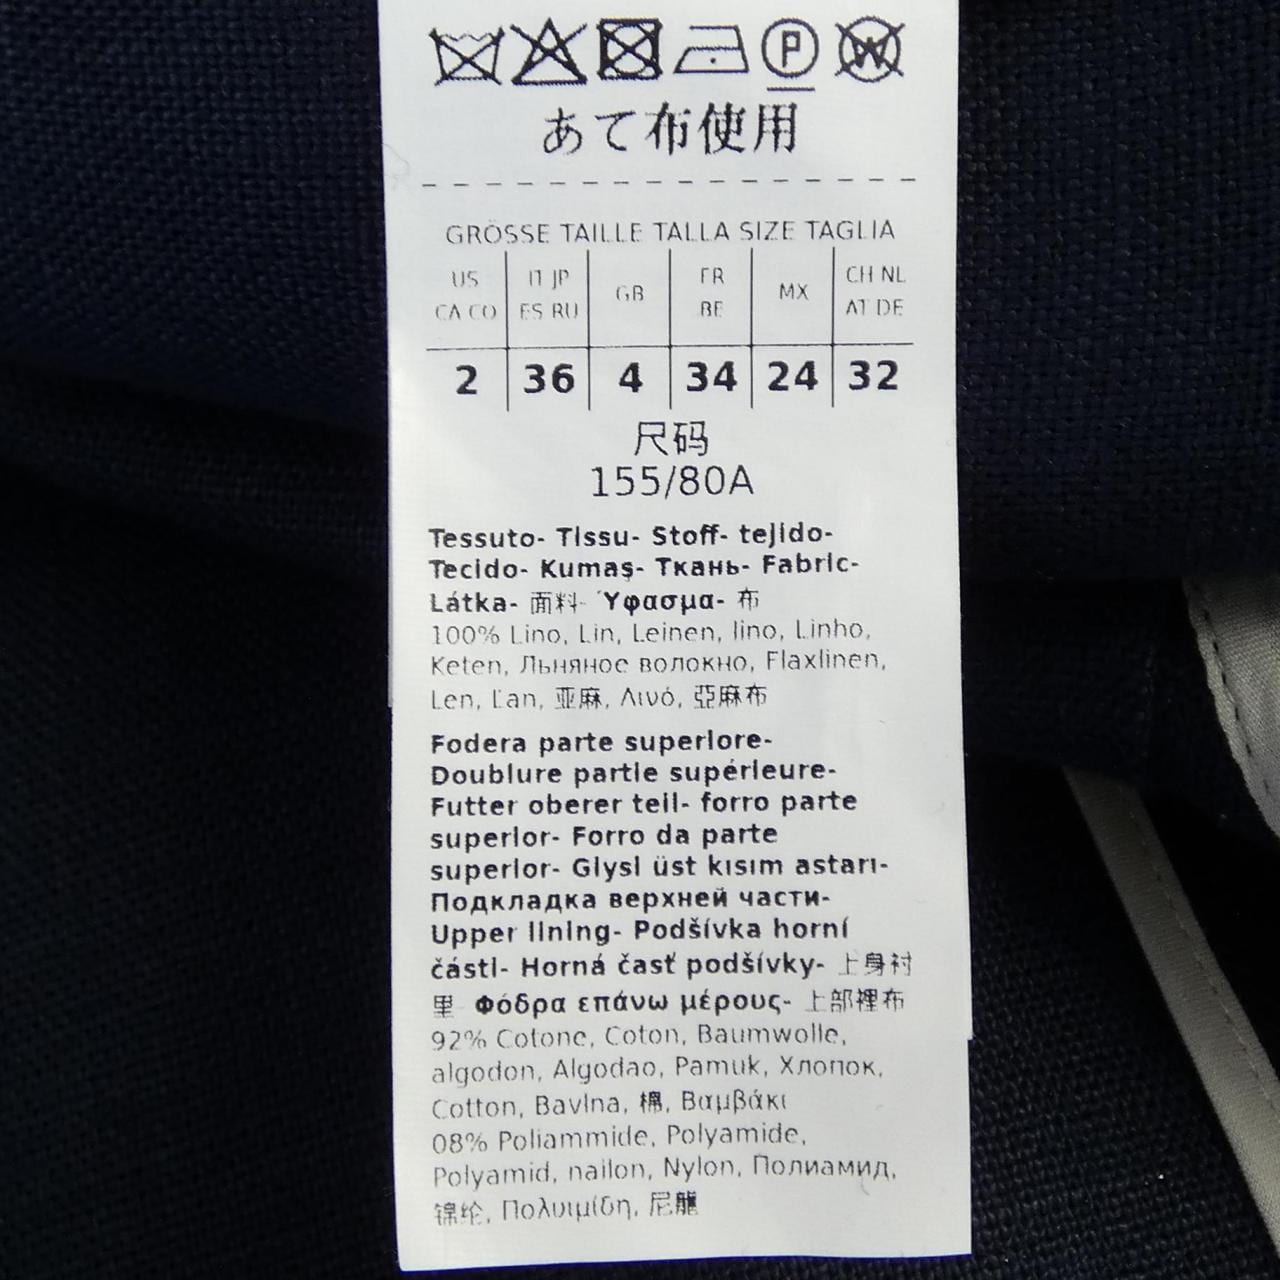 P W
あて布使用
GRÖSSE TAILLE TALLA SIZE TAGLIA
US IT JP GB FR MX CH NL
CA CO ES RU BE AT DE
2 36 4 34 24 32
尺码
155/80A
Tessuto- Tissu- Stoff- tejido-
Tecido- Kumaş- Ткань- Fabric-
Látka- 面料- Ύφασμα- 布
100% Lino, Lin, Leinen, lino, Linho,
Keten, Льняное волокно, Flaxlinen,
Len, Ľan, 亚麻, Λινό, 亞麻布
Fodera parte superiore-
Doublure partie supérieure-
Futter oberer teil- forro parte
superior- Forro da parte
superior- Giysi üst kısım astarı-
Подкладка верхней части-
Upper lining- Podšívka horní
části- Horná časť podšívky- 上身衬
里- Φόδρα επάνω μέρους- 上部裡布
92% Cotone, Coton, Baumwolle,
algodon, Algodao, Pamuk, Хлопок,
Cotton, Bavlna, 棉, Βαμβάκι
08% Poliammide, Polyamide,
Polyamid, nailon, Nylon, Полиамид,
锦纶, Πολυιμίδη, 尼龍